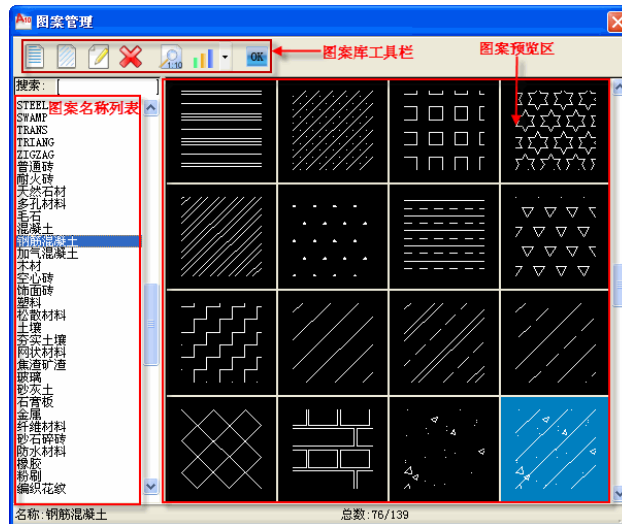 图案管理
1:10
OK
图案库工具栏
图案预览区
搜索:
图案名称列表
STEEL
SWAMP
TRANS
TRIANG
ZIGZAG
普通砖
耐火砖
天然石材
多孔材料
毛石
混凝土
钢筋混凝土
加气混凝土
木材
空心砖
饰面砖
塑料
松散材料
土壤
夯实土壤
网状材料
焦渣矿渣
玻璃
砂灰土
石膏板
金属
纤维材料
砂石碎砖
防水材料
橡胶
粉刷
编织花纹
名称:钢筋混凝土
总数:76/139